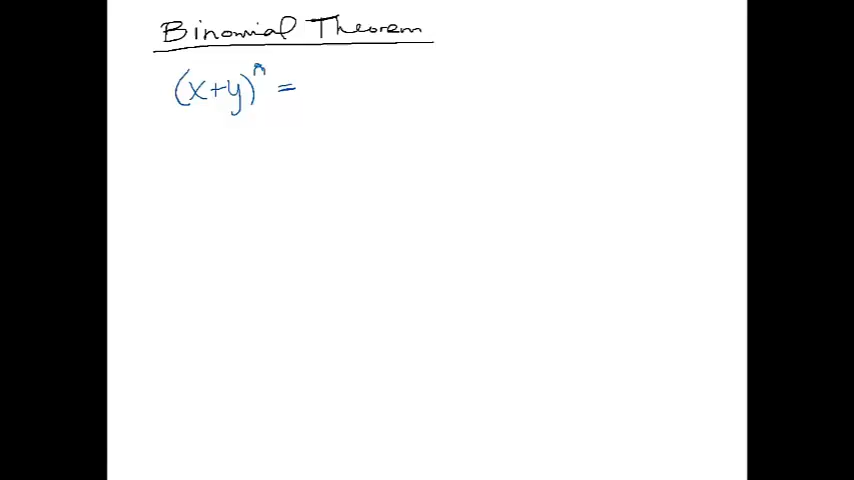 Binomial Theorem
(x+y)^n =